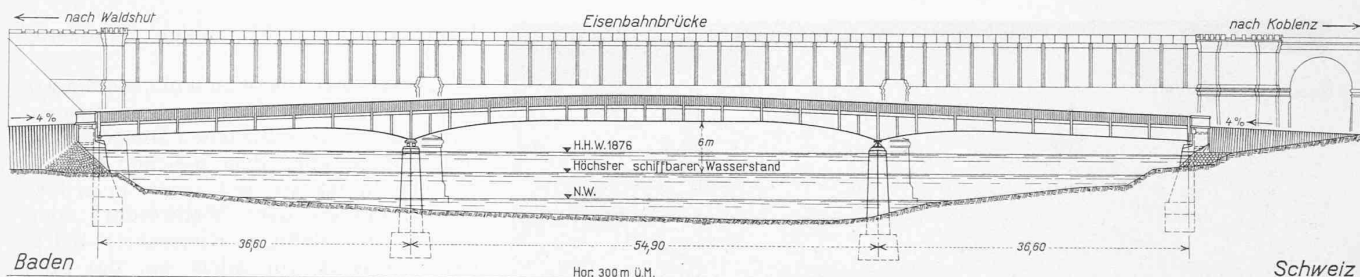 nach Waldshut
Eisenbahnbrücke
nach Koblenz
4%
4%
6m
H.H.W. 1876
Höchster schiffbarer Wasserstand
N.W.
36,60
54,90
36,60
Baden
Hor. 300 m ü.M.
Schweiz